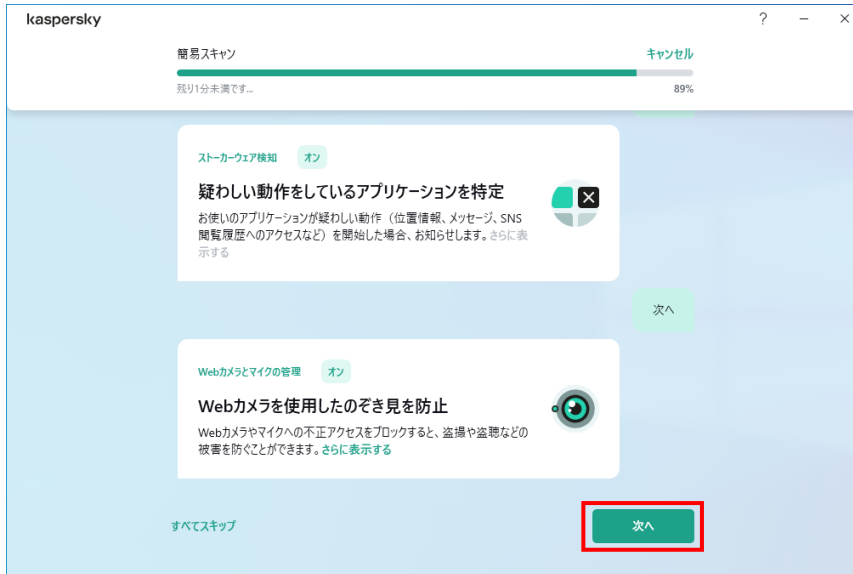 kaspersky
簡易スキャン
キャンセル
残り1分未満です...
89%
ストーカーウェア検知
オン
疑わしい動作をしているアプリケーションを特定
お使いのアプリケーションが疑わしい動作（位置情報、メッセージ、SNS
閲覧履歴へのアクセスなど）を開始した場合、お知らせします。さらに表
示する
次へ
Webカメラとマイクの管理
オン
Webカメラを使用したのぞき見を防止
Webカメラやマイクへの不正アクセスをブロックすると、盗撮や盗聴などの
被害を防ぐことができます。さらに表示する
すべてスキップ
次へ